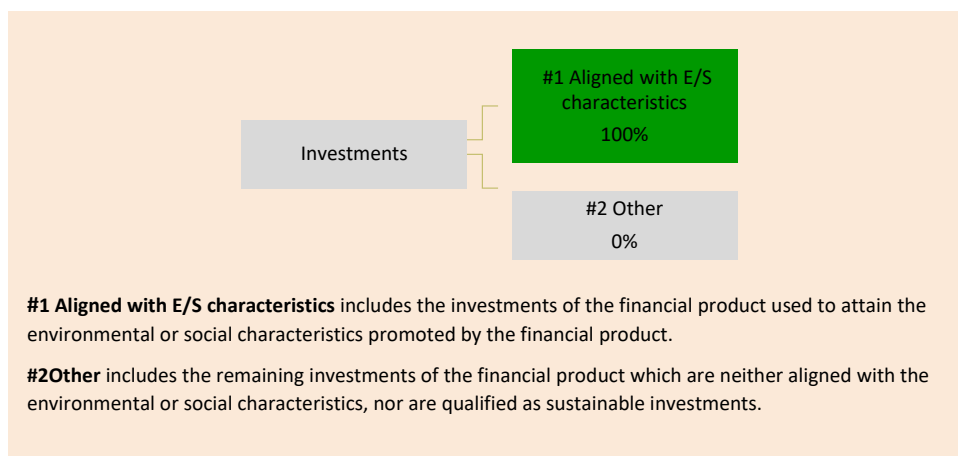 #1 Aligned with E/S
characteristics
100%
Investments
#2 Other
0%
#1 Aligned with E/S characteristics includes the investments of the financial product used to attain the
environmental or social characteristics promoted by the financial product.
#2Other includes the remaining investments of the financial product which are neither aligned with the
environmental or social characteristics, nor are qualified as sustainable investments.